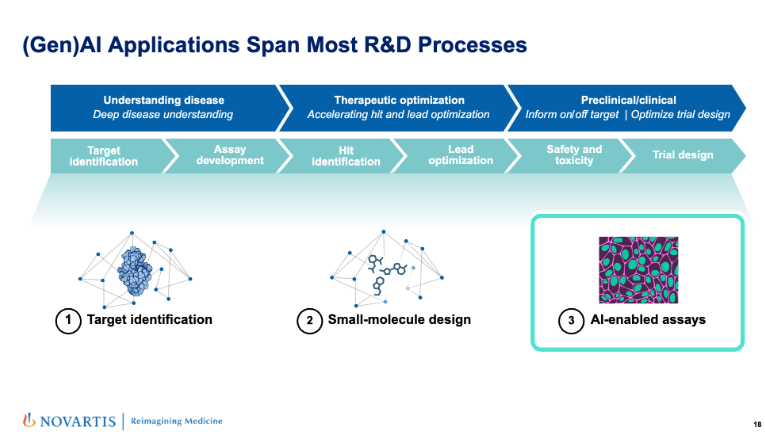 (Gen)AI Applications Span Most R&D Processes
Understanding disease
Deep disease understanding
Therapeutic optimization
Accelerating hit and lead optimization
Preclinical/clinical
Inform on/off target | Optimize trial design
Target
identification
Assay
development
Hit
identification
Lead
optimization
Safety and
toxicity
Trial design
1 Target identification
2 Small-molecule design
3 AI-enabled assays
NOVARTIS | Reimagining Medicine
18